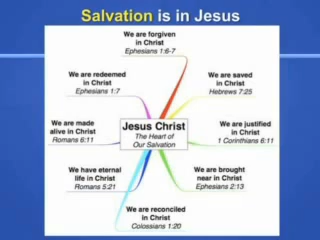 Salvation is in Jesus
We are forgiven
in Christ
Ephesians 1:6-7
We are redeemed
in Christ
Ephesians 1:7
We are saved
in Christ
Hebrews 7:25
We are made
alive in Christ
Romans 6:11
Jesus Christ
The Heart of
Our Salvation
We are justified
in Christ
1 Corinthians 6:11
We have eternal
life in Christ
Romans 5:21
We are brought
near in Christ
Ephesians 2:13
We are reconciled
in Christ
Colossians 1:20